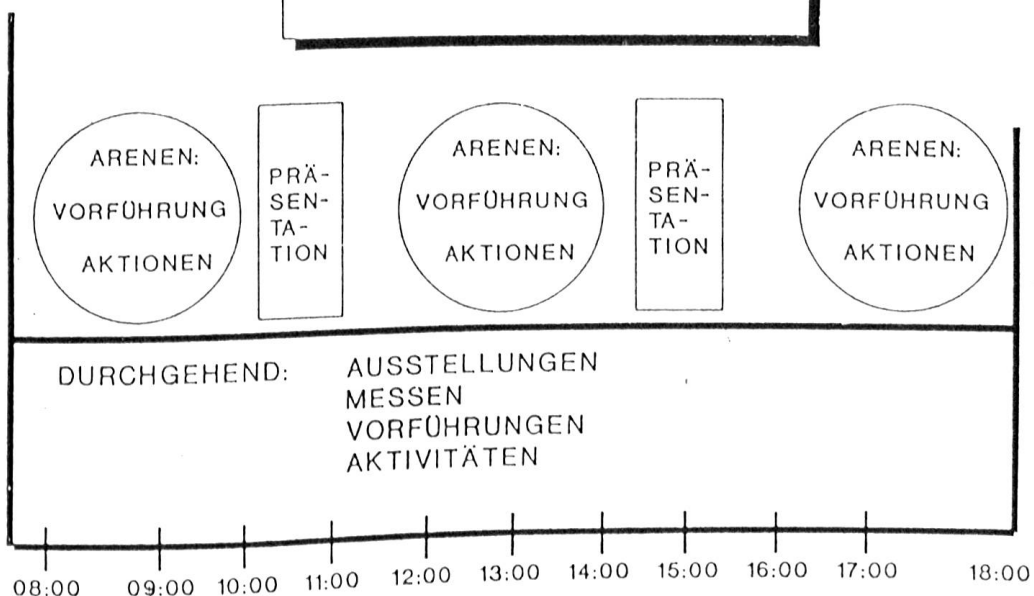 ARENEN:
VORFÜHRUNG
AKTIONEN
PRÄ-
SEN-
TA-
TION
ARENEN:
VORFÜHRUNG
AKTIONEN
PRÄ-
SEN-
TA-
TION
ARENEN:
VORFÜHRUNG
AKTIONEN
DURCHGEHEND:
AUSSTELLUNGEN
MESSEN
VORFÜHRUNGEN
AKTIVITÄTEN
08:00 09:00 10:00 11:00 12:00 13:00 14:00 15:00 16:00 17:00 18:00